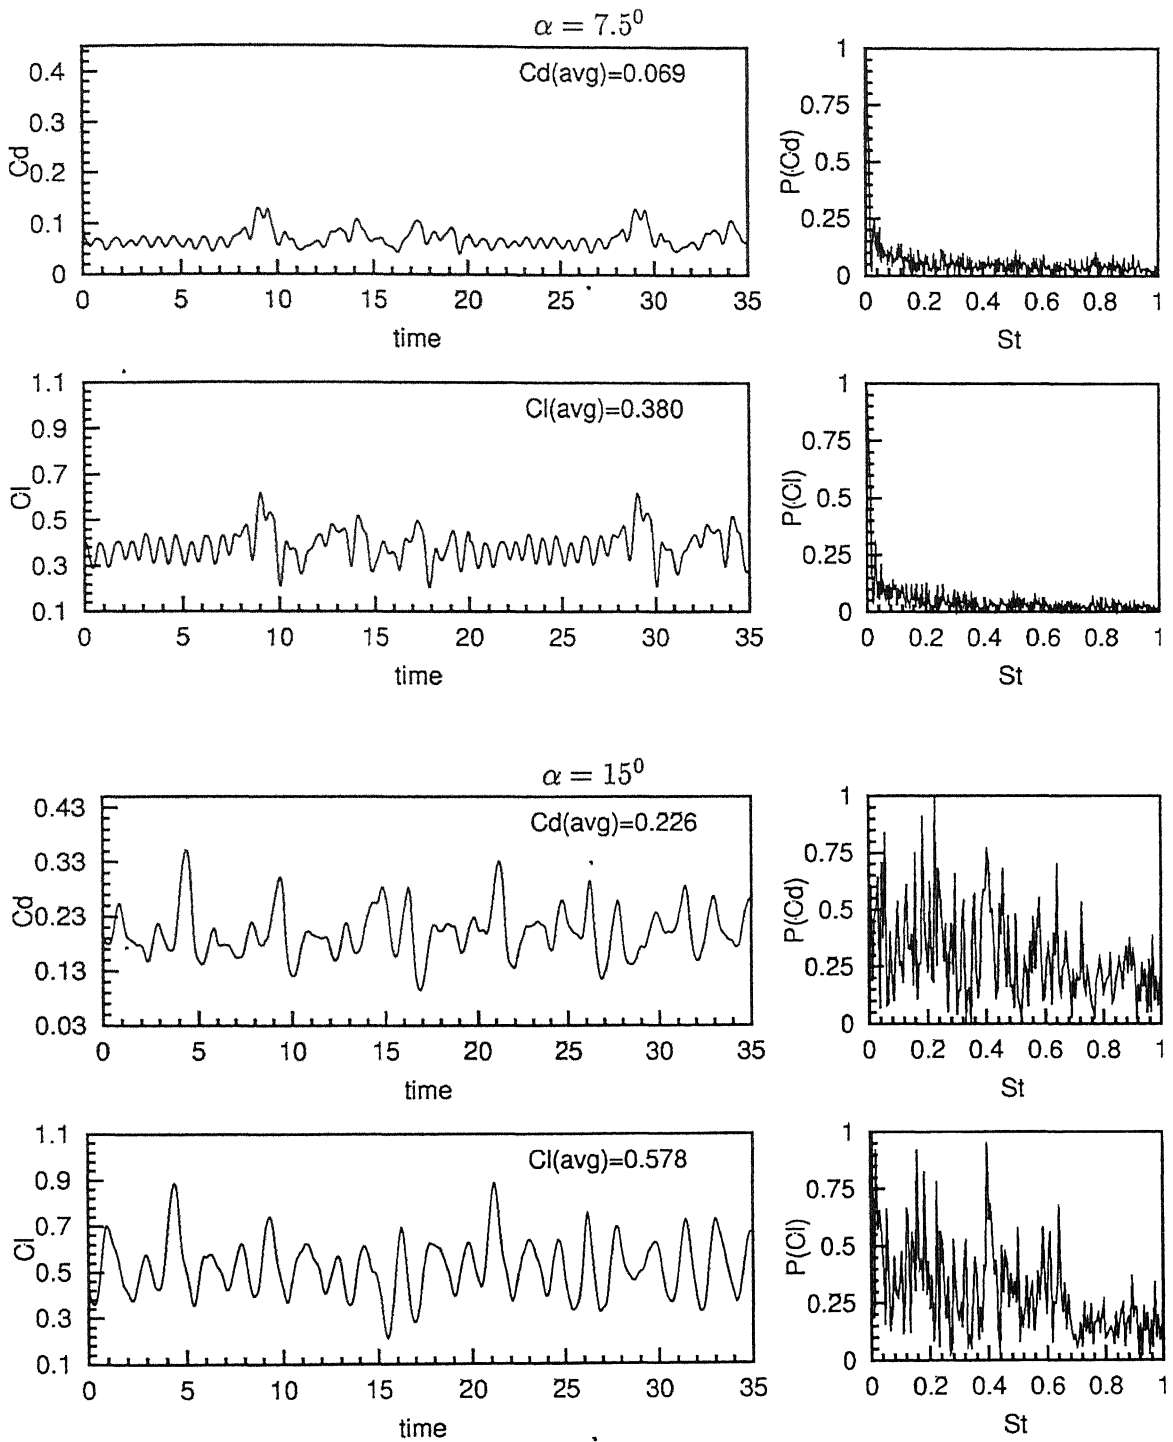 α = 7.5⁰
Cd(avg)=0.069
Cd
0.4
0.3
0.2
0.1
0
0 5 10 15 20 25 30 35
time
P(Cd)
1
0.75
0.5
0.25
0
0 0.2 0.4 0.6 0.8 1
St
Cl(avg)=0.380
Cl
1.1
0.9
0.7
0.5
0.3
0.1
0 5 10 15 20 25 30 35
time
P(Cl)
1
0.75
0.5
0.25
0
0 0.2 0.4 0.6 0.8 1
St
α = 15⁰
Cd(avg)=0.226
Cd
0.43
0.33
0.23
0.13
0.03
0 5 10 15 20 25 30 35
time
P(Cd)
1
0.75
0.5
0.25
0
0 0.2 0.4 0.6 0.8 1
St
Cl(avg)=0.578
Cl
1.1
0.9
0.7
0.5
0.3
0.1
0 5 10 15 20 25 30 35
time
P(Cl)
1
0.75
0.5
0.25
0
0 0.2 0.4 0.6 0.8 1
St